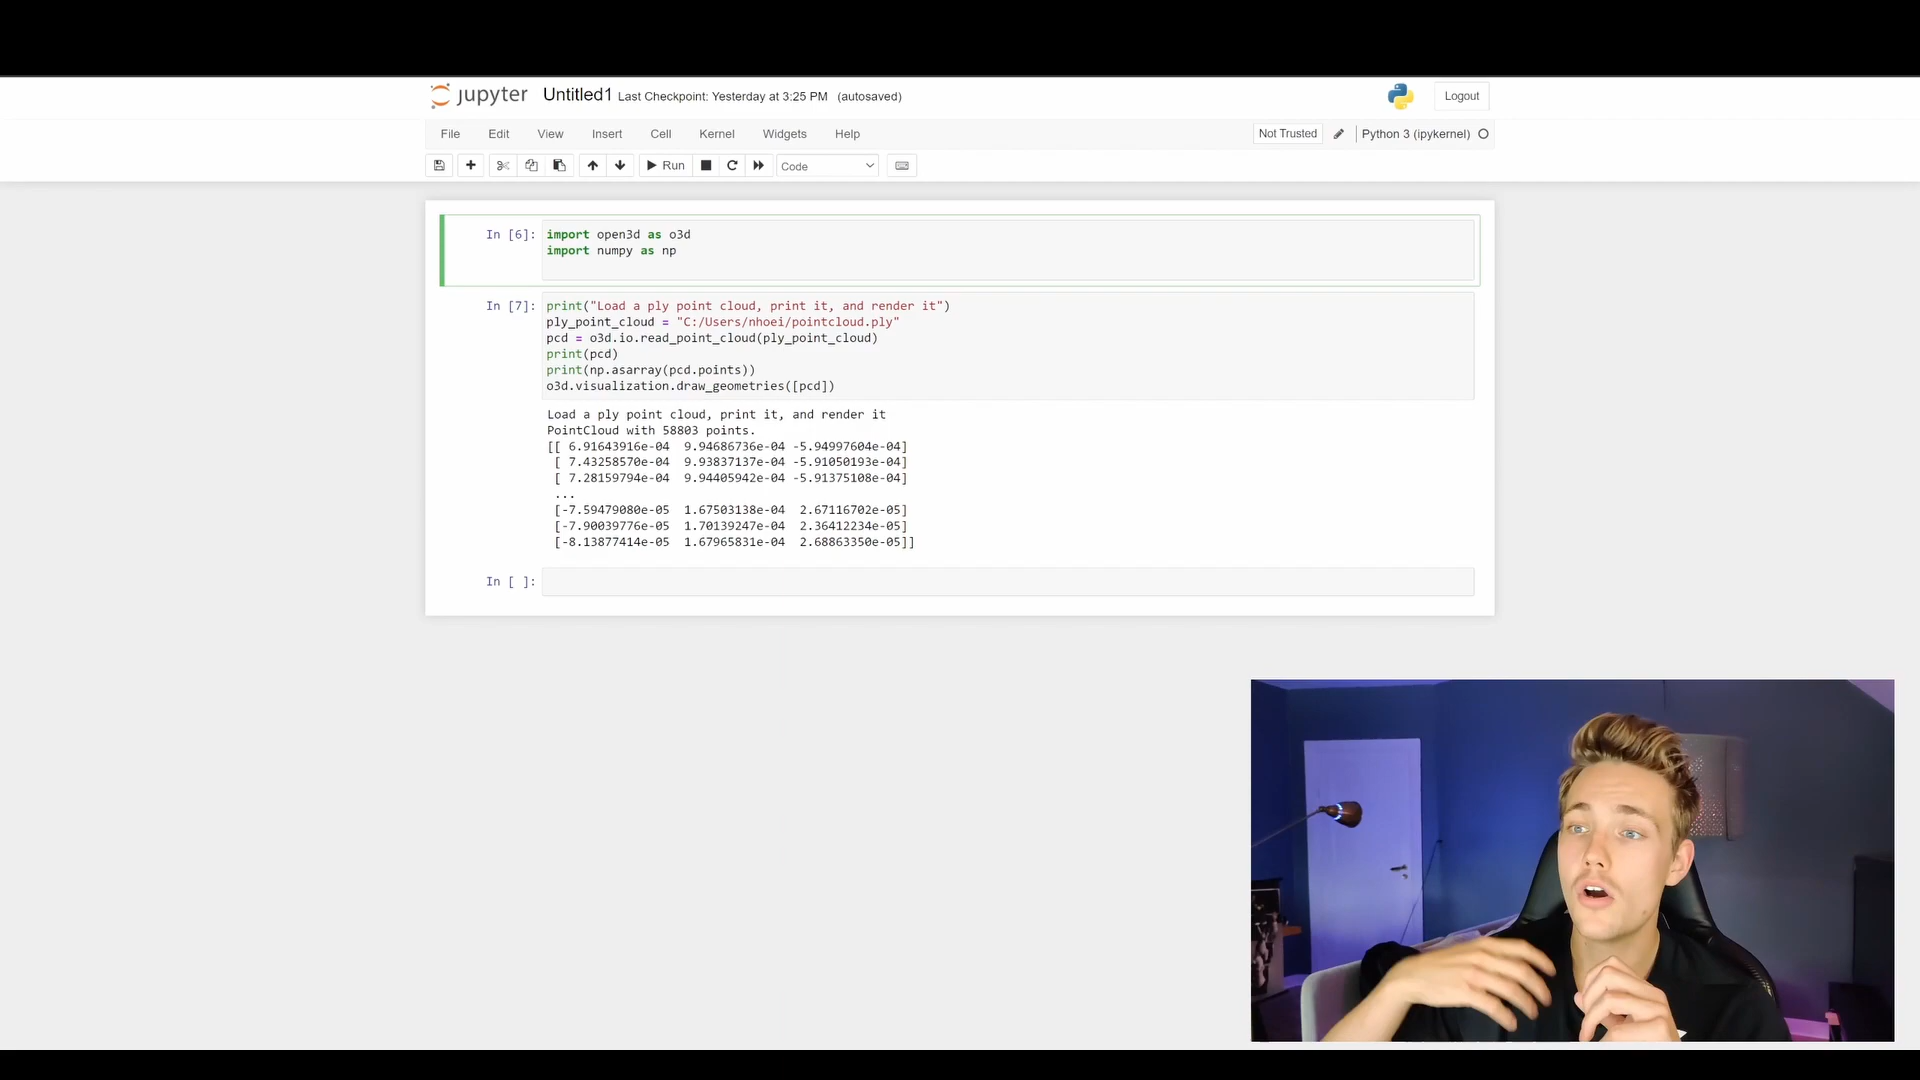 jupyter Untitled1 Last Checkpoint: Yesterday at 3:25 PM (autosaved) Logout
File Edit View Insert Cell Kernel Widgets Help Not Trusted Python 3 (ipykernel)
Run Code
In [6]: import open3d as o3d
import numpy as np
In [7]: print("Load a ply point cloud, print it, and render it")
ply_point_cloud = "C:/Users/nhoei/pointcloud.ply"
pcd = o3d.io.read_point_cloud(ply_point_cloud)
print(pcd)
print(np.asarray(pcd.points))
o3d.visualization.draw_geometries([pcd])
Load a ply point cloud, print it, and render it
PointCloud with 58803 points.
[[ 6.91643916e-04  9.94686736e-04 -5.94997604e-04]
[ 7.43258570e-04  9.93837137e-04 -5.91050193e-04]
[ 7.28159794e-04  9.94405942e-04 -5.91375108e-04]
...
[-7.59479080e-05  1.67503138e-04  2.67116702e-05]
[-7.90039776e-05  1.70139247e-04  2.36412234e-05]
[-8.13877414e-05  1.67965831e-04  2.68863350e-05]]
In [ ]: